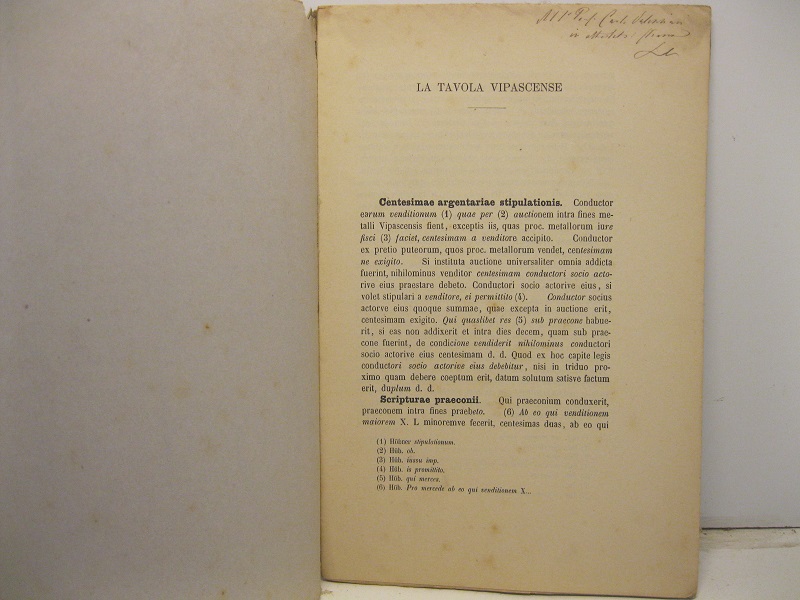 All' Prof. Carlo
LA TAVOLA VIPASCENSE
Centesimae argentariae stipulationis. Conductor
earum venditionum (1) quae per (2) auctionem intra fines me-
talli Vipascensis fient, exceptis iis, quas proc. metallorum iure
fisci (3) faciet, centesimam a venditore accipito. Conductor
ex pretio puteorum, quos proc. metallorum vendet, centesimam
ne exigito. Si instituta auctione universaliter omnia addicta
fuerint, nihilominus venditor centesimam conductori socio acto-
rive eius praestare debeto. Conductori socio actorive eius, si
volet stipulari a venditore, ei permittito (4). Conductor socius
actorve eius quoque summae, quae excepta in auctione erit,
centesimam exigito. Qui quaslibet res (5) sub praecone habue-
rit, si eas non addixerit et intra dies decem, quam sub prae-
cone fuerint, de condicione vendiderit nihilominus conductori
socio actorive eius centesimam d. d. Quod ex hoc capite legis
conductori socio actorive eius debebitur, nisi in triduo pro-
ximo quam debere coeptum erit, datum solutum satisve factum
erit, duplum d. d.
Scripturae praeconii. Qui praeconium conduxerit,
praeconem intra fines praebeto. (6) Ab eo qui venditionem
maiorem X. L minoremve fecerit, centesimas duas, ab eo qui
(1) Hübner stipulationum.
(2) Hüb. ob.
(3) Hüb. iussu imp.
(4) Hüb. is promittito.
(5) Hüb. qui merces.
(6) Hüb. Pro mercede ab eo qui venditionem X...